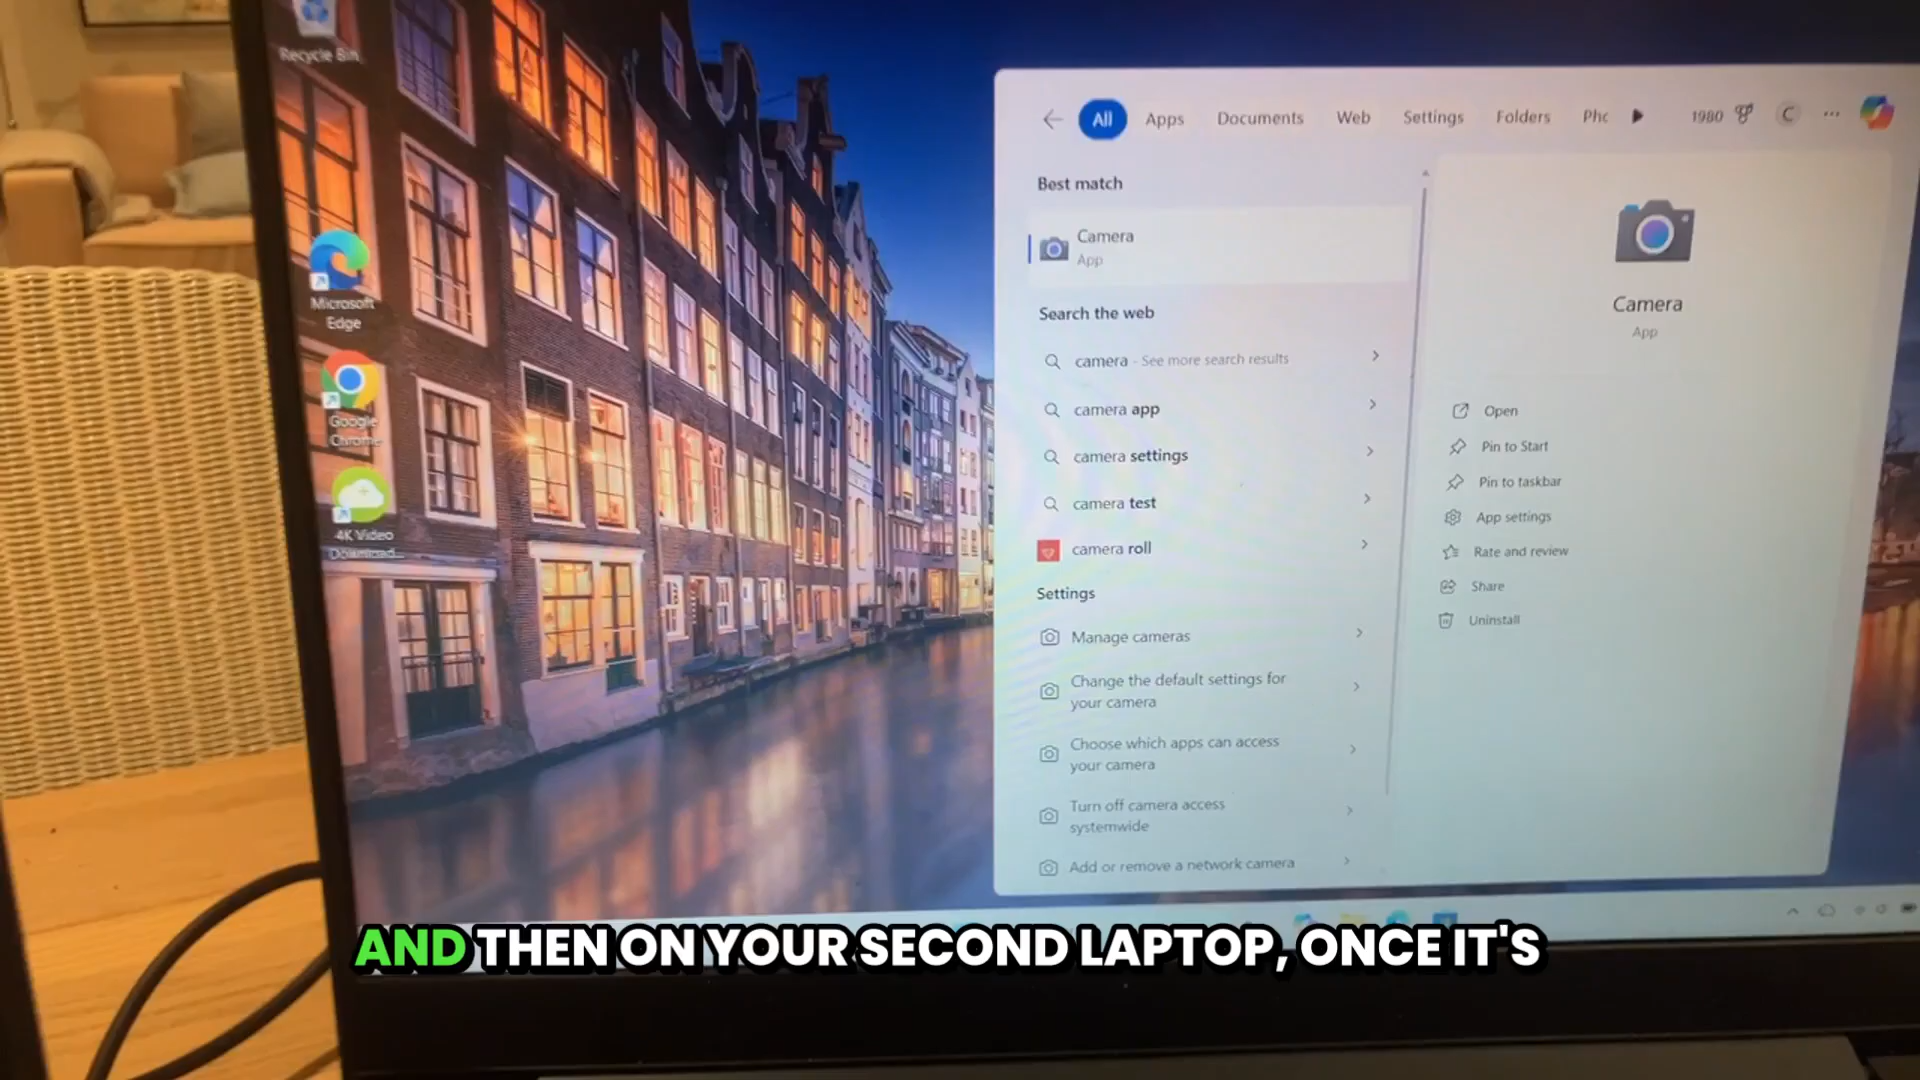 Recycle Bin
Microsoft
Edge
Google
Chrome
4K Video
Download...
All
Apps
Documents
Web
Settings
Folders
Phc
1980
C
...
Best match
Camera
App
Search the web
camera - See more search results
camera app
camera settings
camera test
camera roll
Settings
Manage cameras
Change the default settings for
your camera
Choose which apps can access
your camera
Turn off camera access
systemwide
Add or remove a network camera
Camera
App
Open
Pin to Start
Pin to taskbar
App settings
Rate and review
Share
Uninstall
AND THEN ON YOUR SECOND LAPTOP, ONCE IT'S